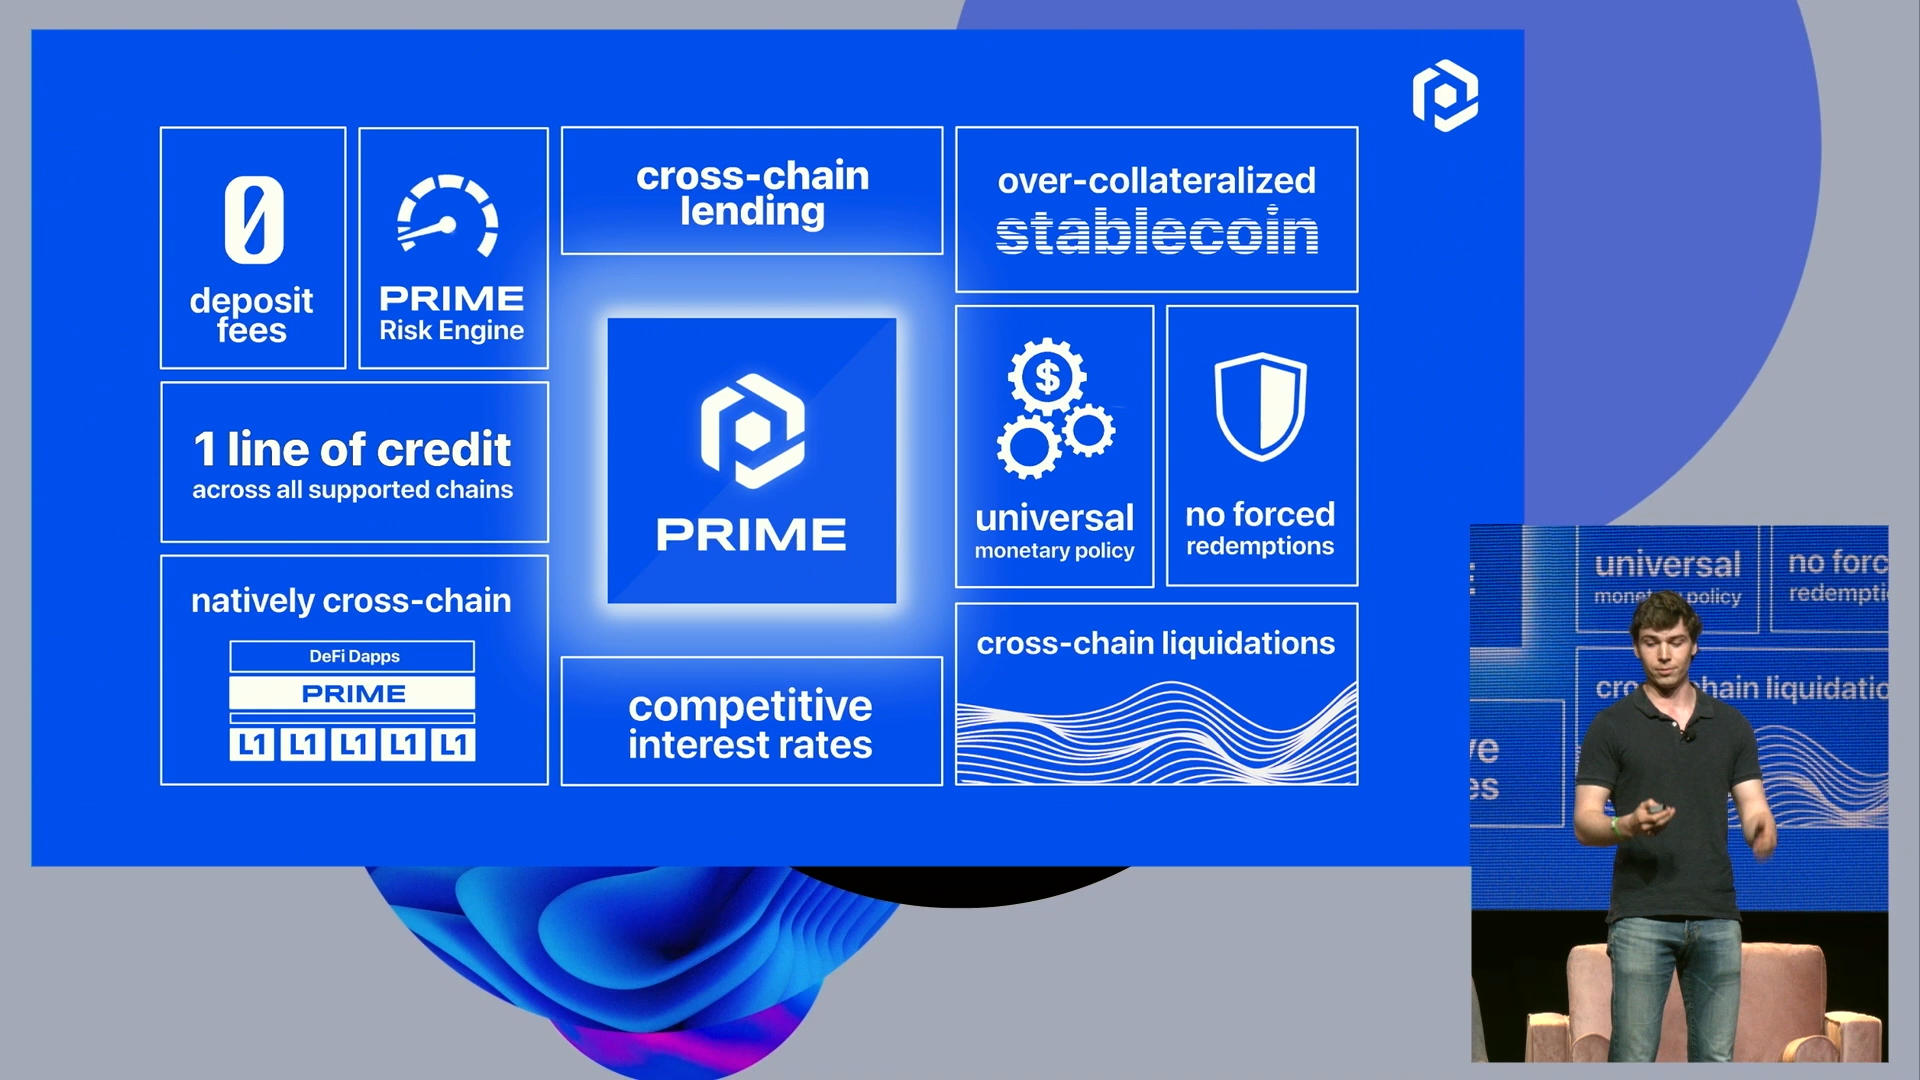 0
deposit
fees
PRIME
Risk Engine
cross-chain
lending
over-collateralized
stablecoin
1 line of credit
across all supported chains
PRIME
$
universal
monetary policy
no forced
redemptions
natively cross-chain
DeFi Dapps
PRIME
L1 L1 L1 L1 L1
competitive
interest rates
cross-chain liquidations
universal
policy
no forc
redempti
liquidatio